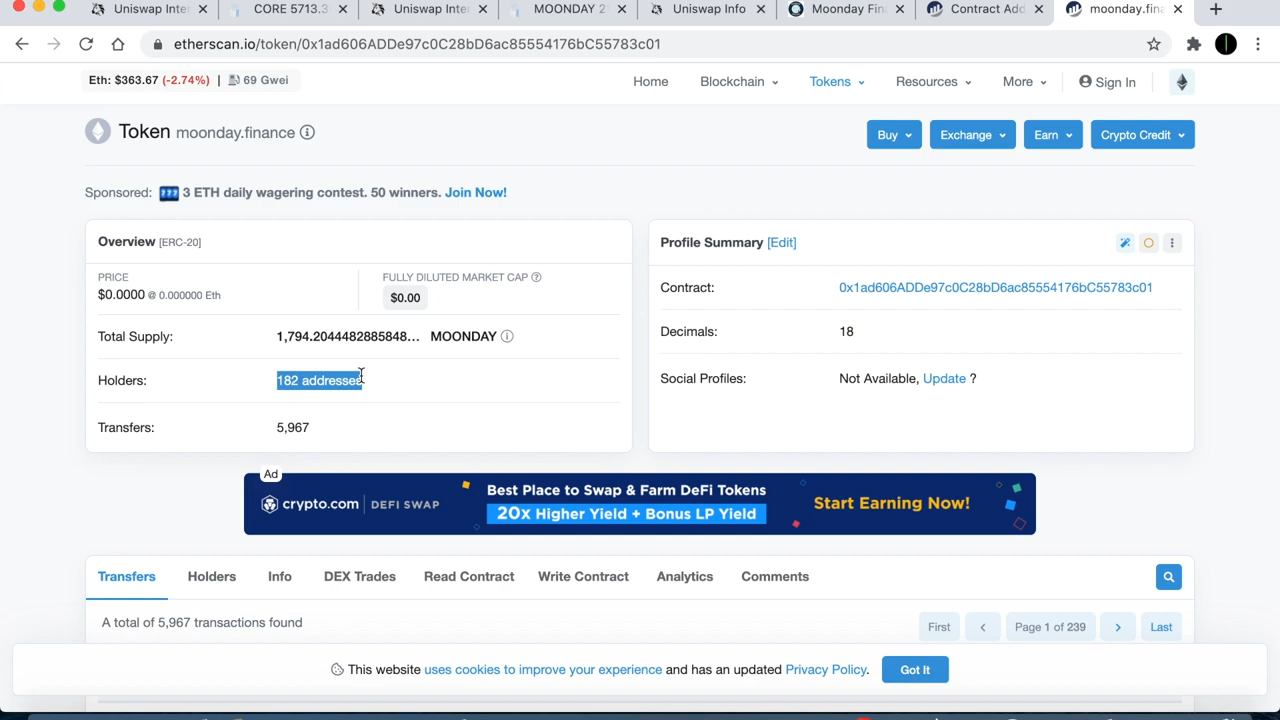 Uniswap Inte
CORE 5713.3
Uniswap Inte
MOONDAY 2
Uniswap Info
Moonday Fin
Contract Add
moonday.fina
etherscan.io/token/0x1ad606ADDe97c0C28bD6ac85554176bC55783c01
Eth: $363.67 (-2.74%) | 69 Gwei
Home
Blockchain
Tokens
Resources
More
Sign In
Token moonday.finance
Buy
Exchange
Earn
Crypto Credit
Sponsored: 3 ETH daily wagering contest. 50 winners. Join Now!
Overview [ERC-20]
PRICE
$0.0000 @ 0.000000 Eth
FULLY DILUTED MARKET CAP
$0.00
Total Supply: 1,794.2044482885848... MOONDAY
Holders: 182 addresses
Transfers: 5,967
Profile Summary [Edit]
Contract: 0x1ad606ADDe97c0C28bD6ac85554176bC55783c01
Decimals: 18
Social Profiles: Not Available, Update ?
Ad
crypto.com | DEFI SWAP
Best Place to Swap & Farm DeFi Tokens
20x Higher Yield + Bonus LP Yield
Start Earning Now!
Transfers
Holders
Info
DEX Trades
Read Contract
Write Contract
Analytics
Comments
A total of 5,967 transactions found
First
Page 1 of 239
Last
This website uses cookies to improve your experience and has an updated Privacy Policy.
Got It